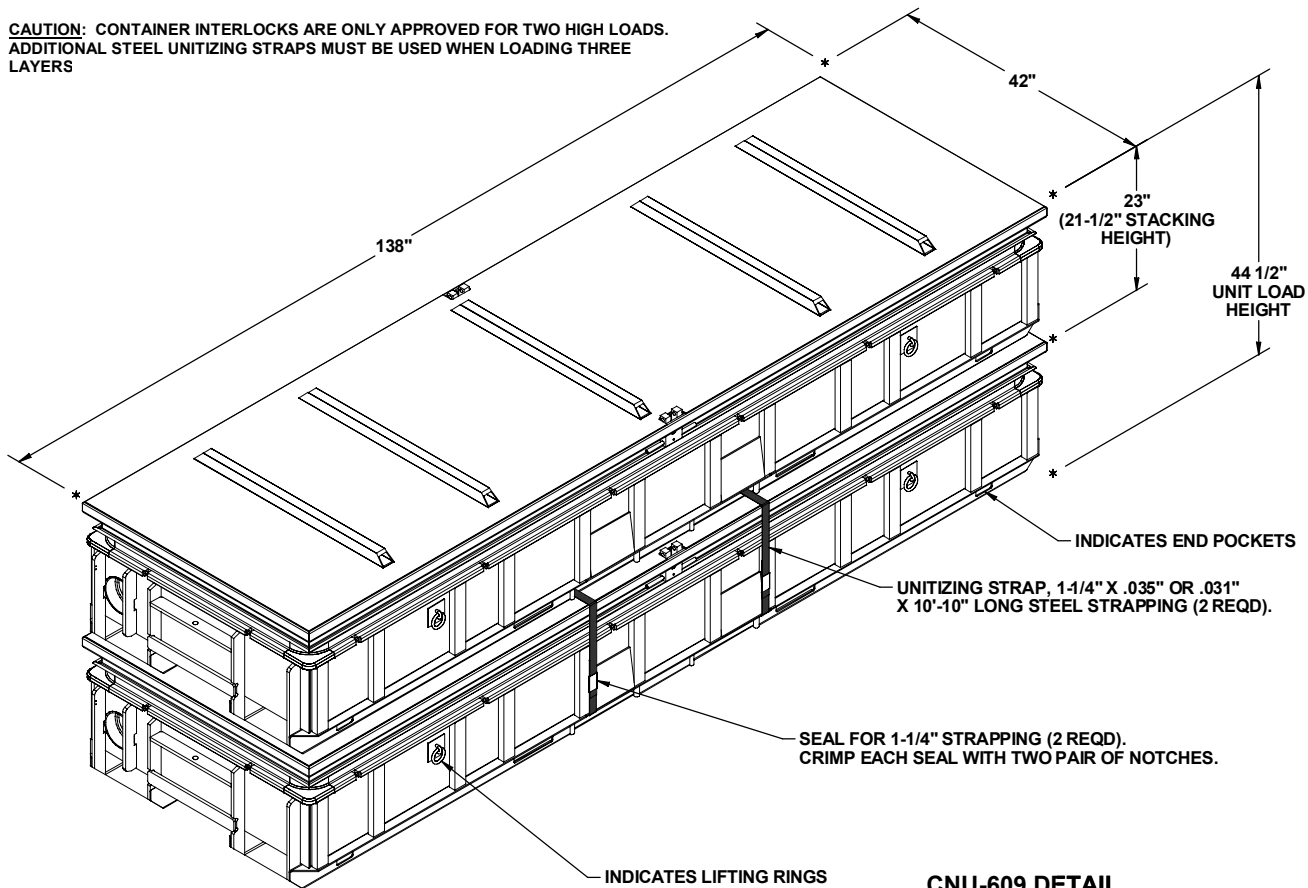 CAUTION: CONTAINER INTERLOCKS ARE ONLY APPROVED FOR TWO HIGH LOADS.
ADDITIONAL STEEL UNITIZING STRAPS MUST BE USED WHEN LOADING THREE
LAYERS
*
42"
*
23"
(21-1/2" STACKING
HEIGHT)
138"
44 1/2"
UNIT LOAD
HEIGHT
*
*
*
INDICATES END POCKETS
UNITIZING STRAP, 1-1/4" X .035" OR .031"
X 10'-10" LONG STEEL STRAPPING (2 REQD).
SEAL FOR 1-1/4" STRAPPING (2 REQD).
CRIMP EACH SEAL WITH TWO PAIR OF NOTCHES.
INDICATES LIFTING RINGS